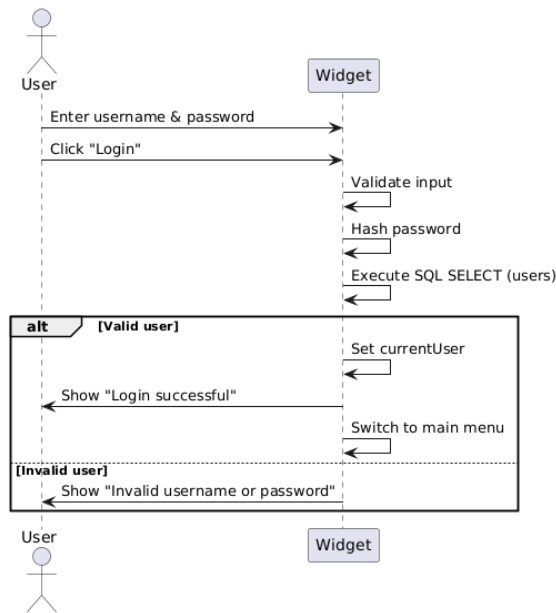 User
Widget
Enter username & password
Click "Login"
Validate input
Hash password
Execute SQL SELECT (users)
alt [Valid user]
Set currentUser
Show "Login successful"
Switch to main menu
[Invalid user]
Show "Invalid username or password"
User
Widget